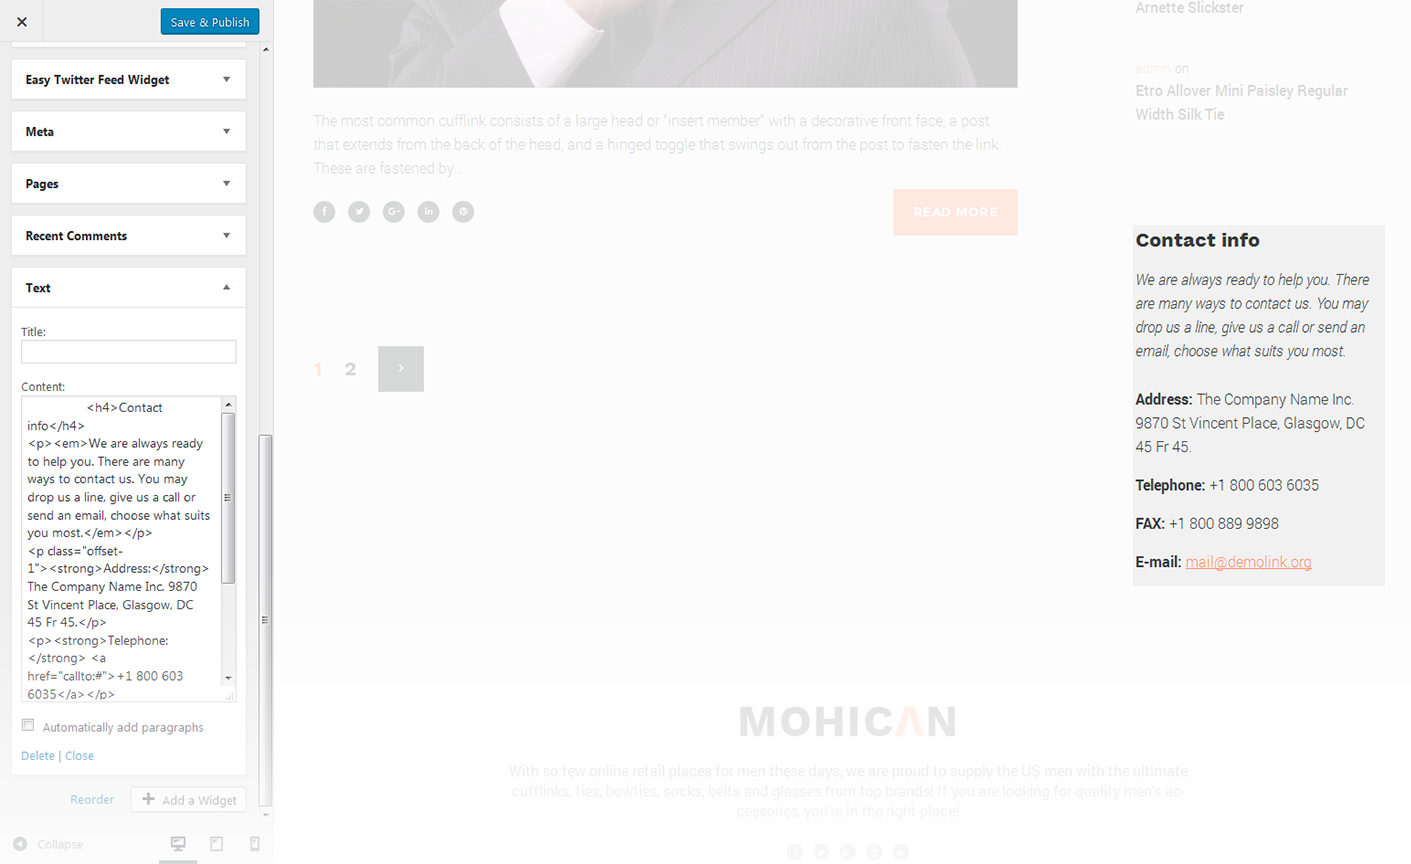 Save & Publish
Easy Twitter Feed Widget
Meta
Pages
Recent Comments
Text
Title:
Content:
<h4>Contact
info</h4>
<p><em>We are always ready
to help you. There are many
ways to contact us. You may
drop us a line, give us a call or
send an email, choose what suits
you most.</em></p>
<p class="offset-
1"><strong>Address:</strong>
The Company Name Inc. 9870
St Vincent Place, Glasgow, DC
45 Fr 45.</p>
<p><strong>Telephone:
</strong> <a
href="callto:#">+1 800 603
6035</a></p>
Automatically add paragraphs
Delete | Close
Reorder
Add a Widget
Collapse
The most common cufflink consists of a large head or “insert member” with a decorative front face, a post
that extends from the back of the head, and a hinged toggle that swings out from the post to fasten the link.
These are fastened by...
READ MORE
1 2
Arnette Slickster
admin on
Etro Allover Mini Paisley Regular
Width Silk Tie
Contact info
We are always ready to help you. There
are many ways to contact us. You may
drop us a line, give us a call or send an
email, choose what suits you most.
Address: The Company Name Inc.
9870 St Vincent Place, Glasgow, DC
45 Fr 45.
Telephone: +1 800 603 6035
FAX: +1 800 889 9898
E-mail: mail@demolink.org
MOHICAN
With so few online retail places for men these days, we are proud to supply the US men with the ultimate
cufflinks, ties, bowties, socks, belts and glasses from top brands! If you are looking for quality men's ac-
cessories, you're in the right place!